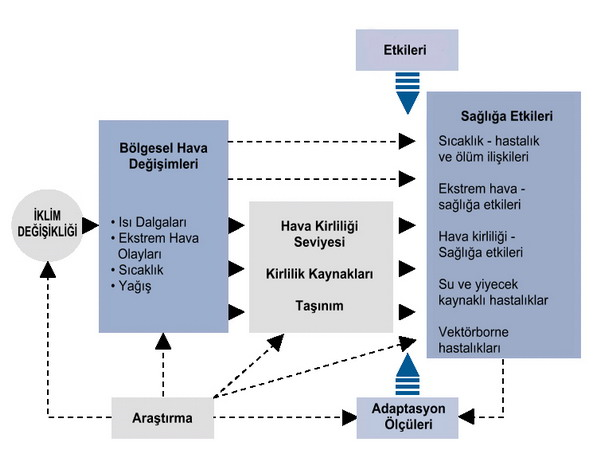 Etkileri
Sağlığa Etkileri
Sıcaklık - hastalık
ve ölüm ilişkileri
Ekstrem hava -
sağlığa etkileri
Hava kirliliği -
Sağlığa etkileri
Su ve yiyecek
kaynaklı hastalıklar
Vektörborne
hastalıkları
Bölgesel Hava
Değişimleri
• Isı Dalgaları
• Ekstrem Hava
Olayları
• Sıcaklık
• Yağış
İKLİM
DEĞİŞİKLİĞİ
Hava Kirliliği
Seviyesi
Kirlilik Kaynakları
Taşınım
Araştırma
Adaptasyon
Ölçüleri